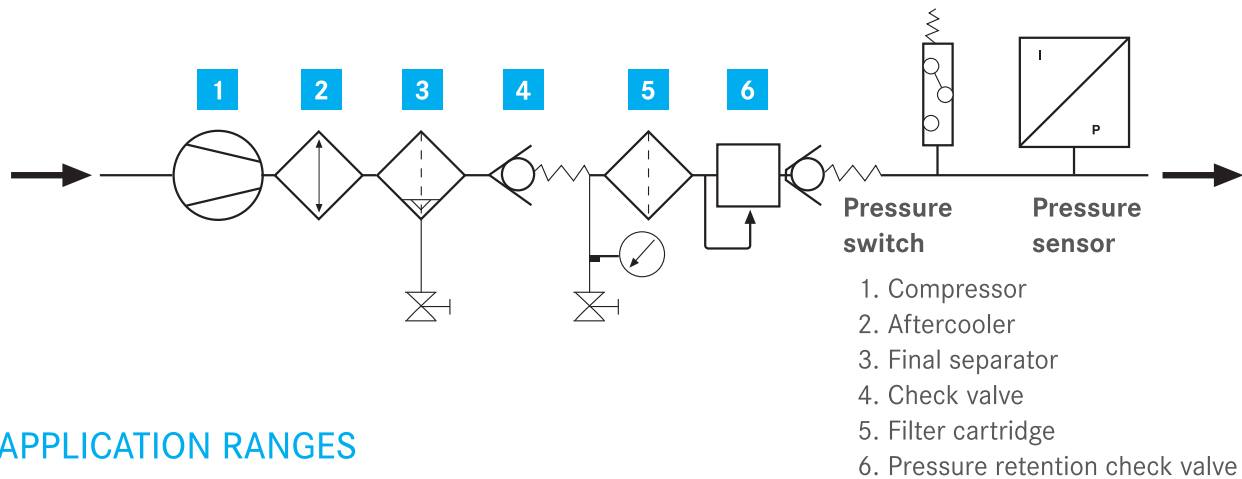 1 2 3 4 5 6
I
P
Pressure switch
Pressure sensor
1. Compressor
2. Aftercooler
3. Final separator
4. Check valve
5. Filter cartridge
6. Pressure retention check valve
APPLICATION RANGES